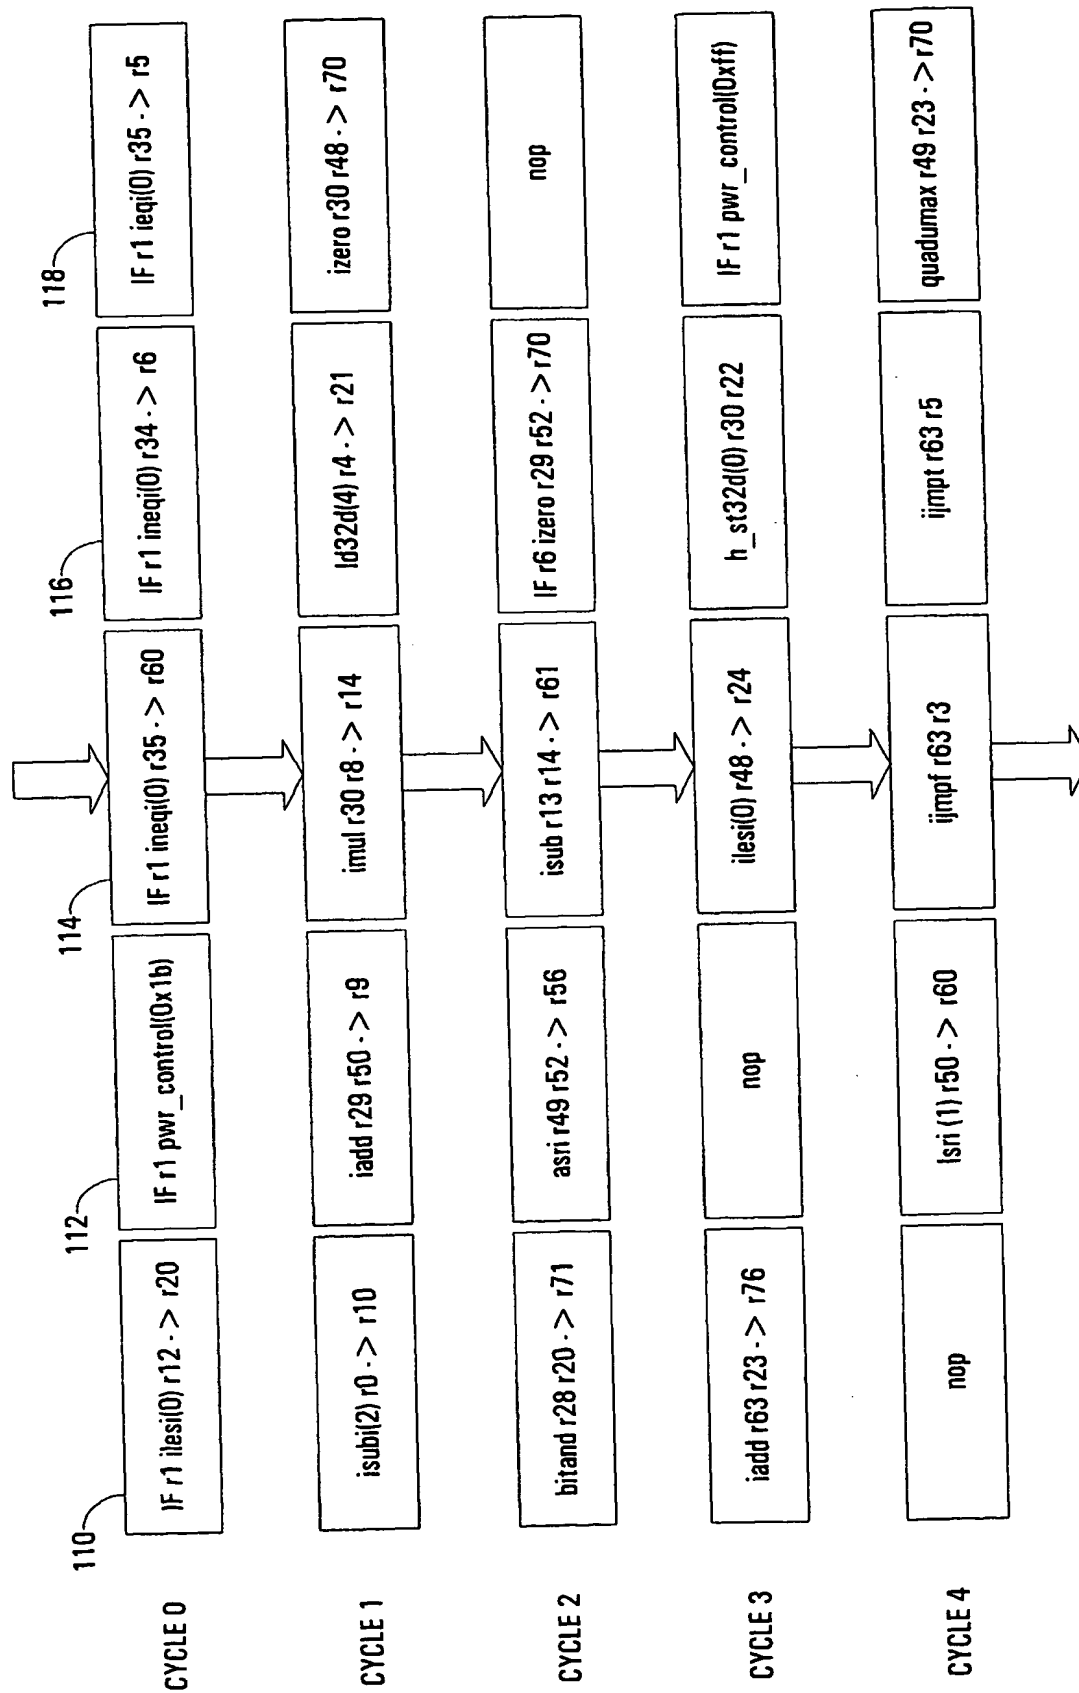 110 112 114 116 118
CYCLE 0
IF r1 ilesi(0) r12 -> r20
IF r1 pwr_control(0x1b)
IF r1 ineqi(0) r35 -> r60
IF r1 ineqi(0) r34 -> r6
IF r1 ieqi(0) r35 -> r5
CYCLE 1
isubi(2) r0 -> r10
iadd r29 r50 -> r9
imul r30 r8 -> r14
ld32d(4) r4 -> r21
izero r30 r48 -> r70
CYCLE 2
bitand r28 r20 -> r71
asri r49 r52 -> r56
isub r13 r14 -> r61
IF r6 izero r29 r52 -> r70
nop
CYCLE 3
iadd r63 r23 -> r76
nop
ilesi(0) r48 -> r24
h_st32d(0) r30 r22
IF r1 pwr_control(0xff)
CYCLE 4
nop
lsri (1) r50 -> r60
ijmpf r63 r3
ijmpt r63 r5
quadumax r49 r23 -> r70